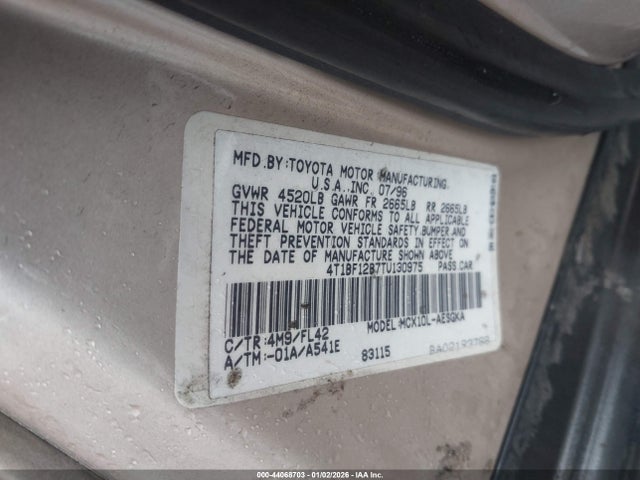 MFD.BY:TOYOTA MOTOR MANUFACTURING,
U.S.A.,INC. 07/96
GVWR 4520LB GAWR FR 2665LB RR 2665LB
THIS VEHICLE CONFORMS TO ALL APPLICABLE
FEDERAL MOTOR VEHICLE SAFETY,BUMPER,AND
THEFT PREVENTION STANDARDS IN EFFECT ON
THE DATE OF MANUFACTURE SHOWN ABOVE
4T1BF12B7TU130975 PASS.CAR
C/TR:4M9/FL42 MODEL:MCX10L-AESGKA
A/TM:-01A/A541E 83115
000-44068703 - 01/02/2026 - IAA Inc.